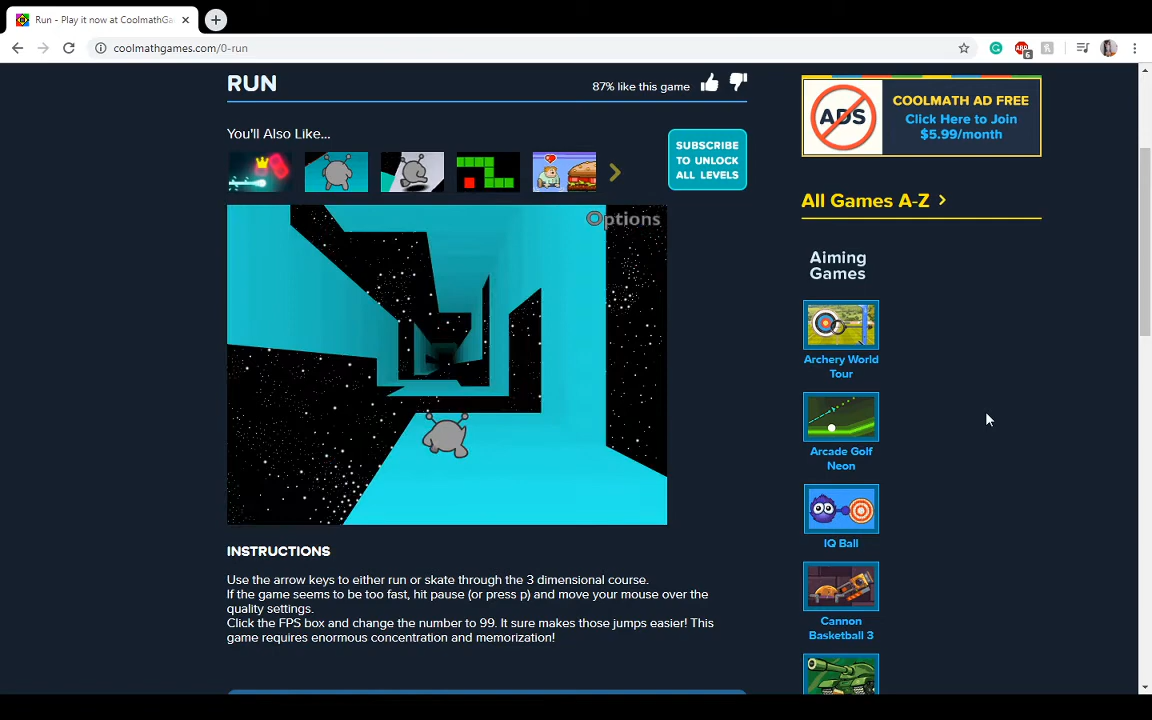 Run - Play it now at CoolmathGa
coolmathgames.com/0-run
ABP
6
RUN
87% like this game
You'll Also Like...
SUBSCRIBE
TO UNLOCK
ALL LEVELS
Options
INSTRUCTIONS
Use the arrow keys to either run or skate through the 3 dimensional course.
If the game seems to be too fast, hit pause (or press p) and move your mouse over the
quality settings.
Click the FPS box and change the number to 99. It sure makes those jumps easier! This
game requires enormous concentration and memorization!
ADS
COOLMATH AD FREE
Click Here to Join
$5.99/month
All Games A-Z
Aiming
Games
Archery World
Tour
Arcade Golf
Neon
IQ Ball
Cannon
Basketball 3